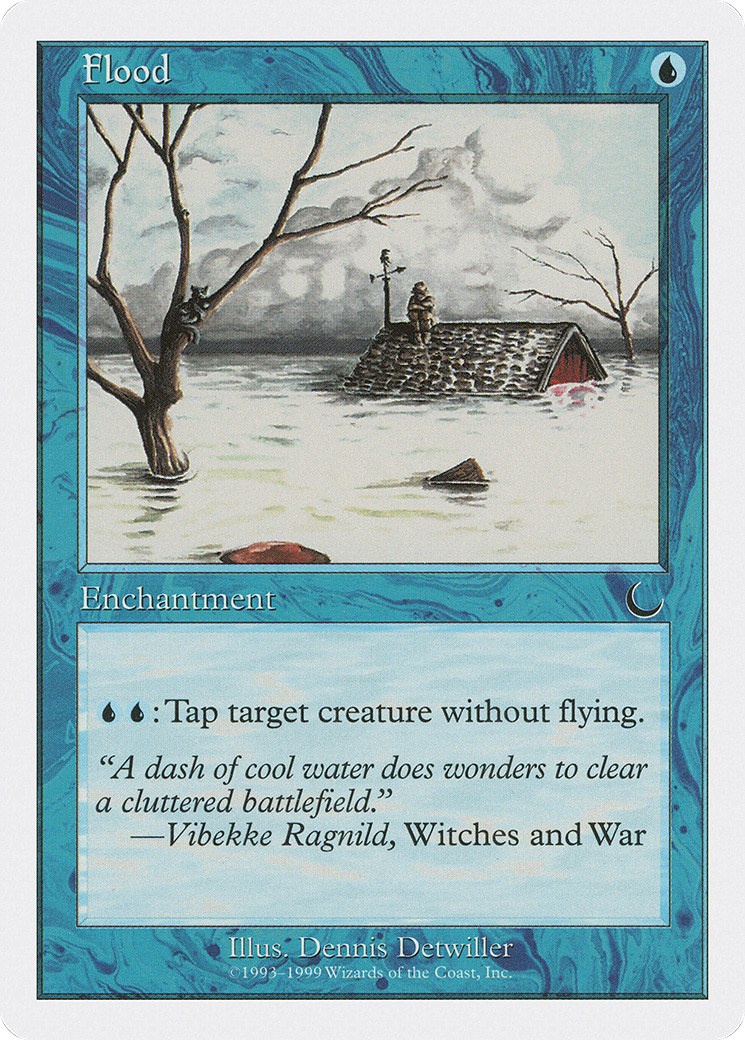 Flood
Enchantment
: Tap target creature without flying.
“A dash of cool water does wonders to clear
a cluttered battlefield.”
—Vibekke Ragnild, Witches and War
Illus. Dennis Detwiller
©1993–1999 Wizards of the Coast, Inc.